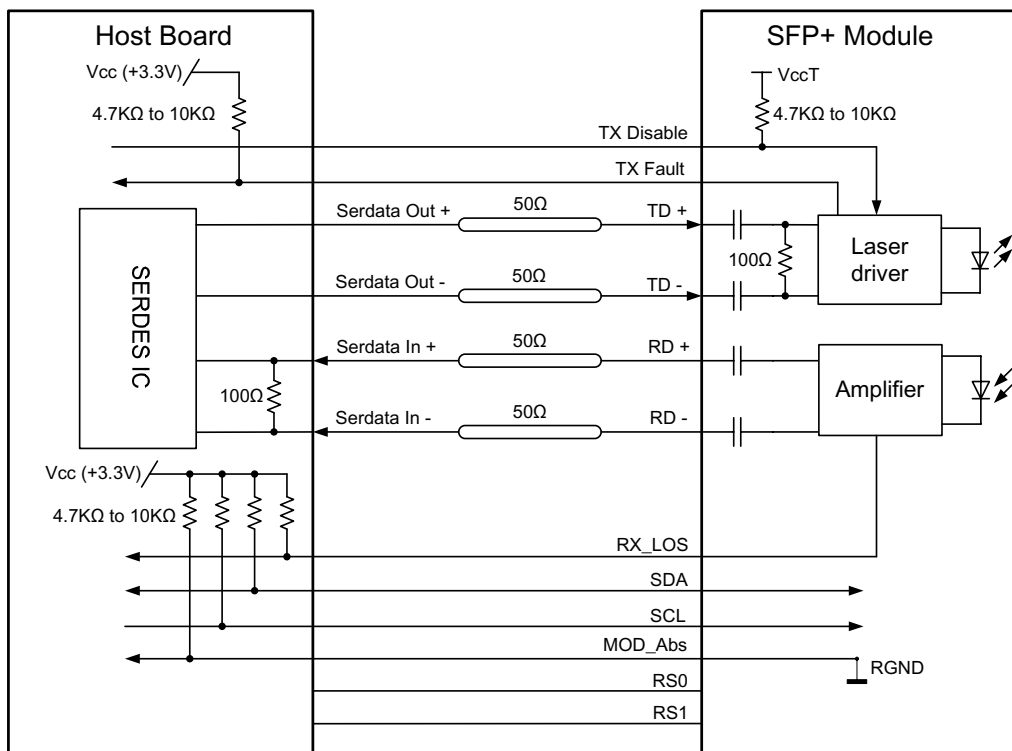 Host Board
SFP+ Module
Vcc (+3.3V)
VccT
4.7KΩ to 10KΩ
4.7KΩ to 10KΩ
TX Disable
TX Fault
SERDES IC
Serdata Out +
50Ω
TD +
Laser
driver
100Ω
Serdata Out -
50Ω
TD -
Serdata In +
50Ω
RD +
Amplifier
100Ω
Serdata In -
50Ω
RD -
Vcc (+3.3V)
4.7KΩ to 10KΩ
RX_LOS
SDA
SCL
MOD_Abs
RGND
RS0
RS1